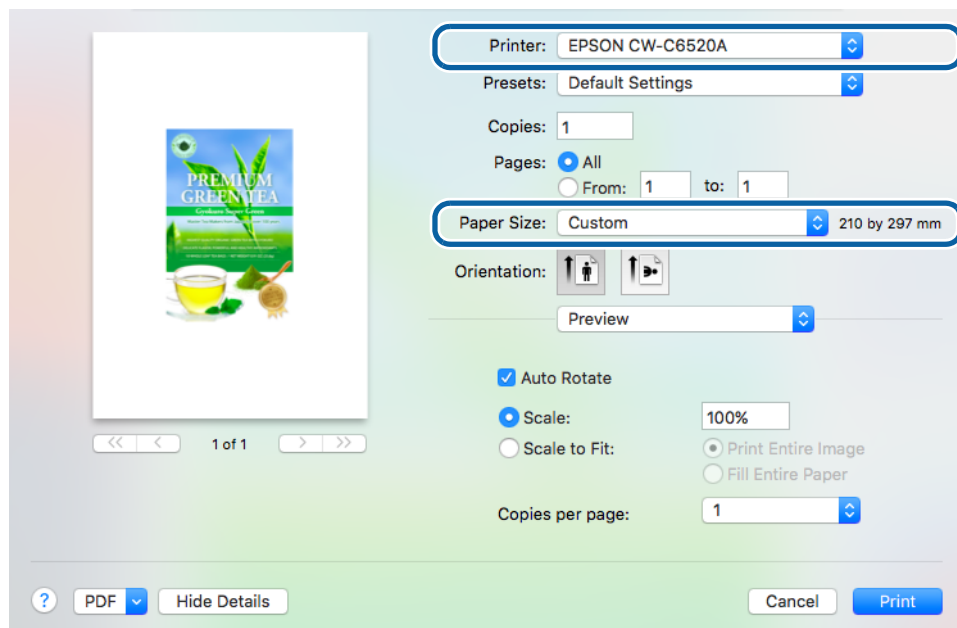 Printer: EPSON CW-C6520A
Presets: Default Settings
Copies: 1
Pages: All
From: 1 to: 1
Paper Size: Custom 210 by 297 mm
Orientation:
Preview
Auto Rotate
Scale: 100%
Scale to Fit: Print Entire Image
Fill Entire Paper
Copies per page: 1
PREMIUM
GREEN TEA
Gyokuro Super Green
<< < 1 of 1 > >>
? PDF Hide Details Cancel Print